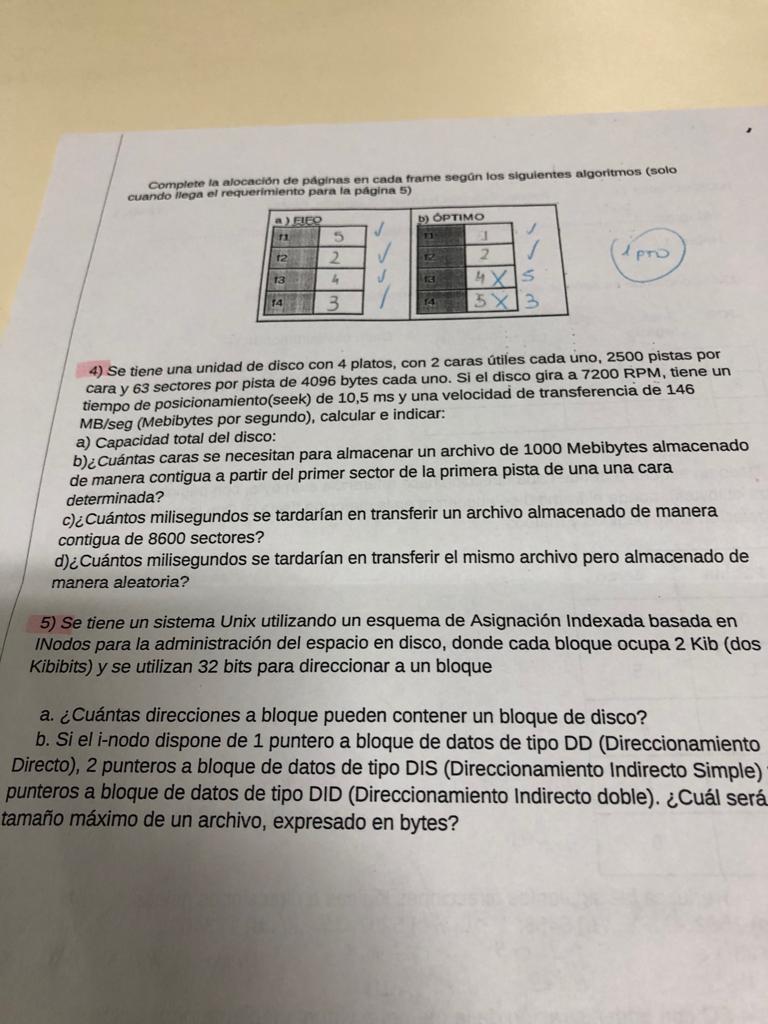 Complete la alocación de páginas en cada frame según los siguientes algoritmos (solo
cuando llega el requerimiento para la página 5)
a ) FIFO
f1 5 ✓
f2 2 ✓
f3 4 ✓
f4 3 /
b) ÓPTIMO
f1 1 ✓
f2 2 ✓
f3 4 X 5
f4 5 X 3
1 pto
4) Se tiene una unidad de disco con 4 platos, con 2 caras útiles cada uno, 2500 pistas por
cara y 63 sectores por pista de 4096 bytes cada uno. Si el disco gira a 7200 RPM, tiene un
tiempo de posicionamiento(seek) de 10,5 ms y una velocidad de transferencia de 146
MB/seg (Mebibytes por segundo), calcular e indicar:
a) Capacidad total del disco:
b)¿Cuántas caras se necesitan para almacenar un archivo de 1000 Mebibytes almacenado
de manera contigua a partir del primer sector de la primera pista de una una cara
determinada?
c)¿Cuántos milisegundos se tardarían en transferir un archivo almacenado de manera
contigua de 8600 sectores?
d)¿Cuántos milisegundos se tardarían en transferir el mismo archivo pero almacenado de
manera aleatoria?
5) Se tiene un sistema Unix utilizando un esquema de Asignación Indexada basada en
INodos para la administración del espacio en disco, donde cada bloque ocupa 2 Kib (dos
Kibibits) y se utilizan 32 bits para direccionar a un bloque
a. ¿Cuántas direcciones a bloque pueden contener un bloque de disco?
b. Si el i-nodo dispone de 1 puntero a bloque de datos de tipo DD (Direccionamiento
Directo), 2 punteros a bloque de datos de tipo DIS (Direccionamiento Indirecto Simple)
punteros a bloque de datos de tipo DID (Direccionamiento Indirecto doble). ¿Cuál será
tamaño máximo de un archivo, expresado en bytes?